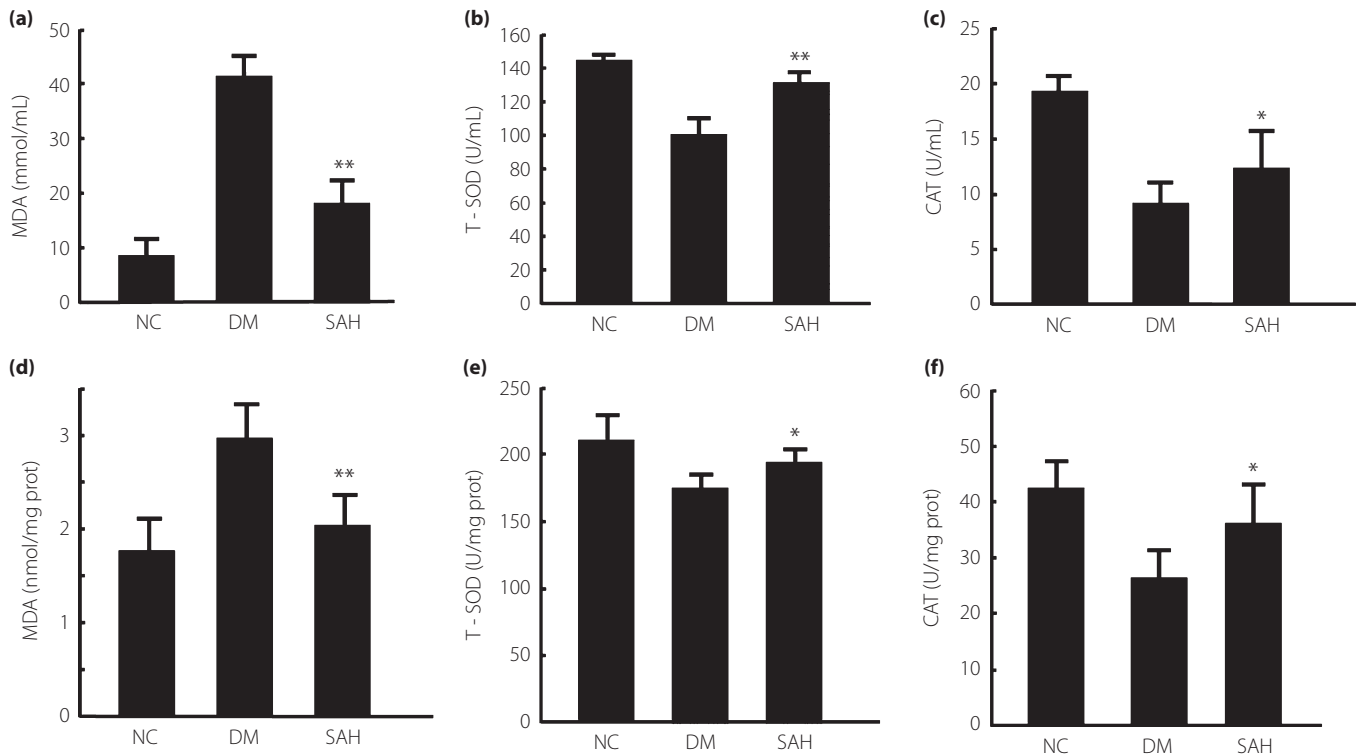 (a)
50
40
30
20
10
0
MDA (mmol/mL)
**
NC DM SAH
(b)
160
140
120
100
80
60
40
20
0
T - SOD (U/mL)
**
NC DM SAH
(c)
25
20
15
10
5
0
CAT (U/mL)
*
NC DM SAH
(d)
3
2
1
0
MDA (nmol/mg prot)
**
NC DM SAH
(e)
250
200
150
100
50
0
T - SOD (U/mg prot)
*
NC DM SAH
(f)
60
50
40
30
20
10
0
CAT (U/mg prot)
*
NC DM SAH